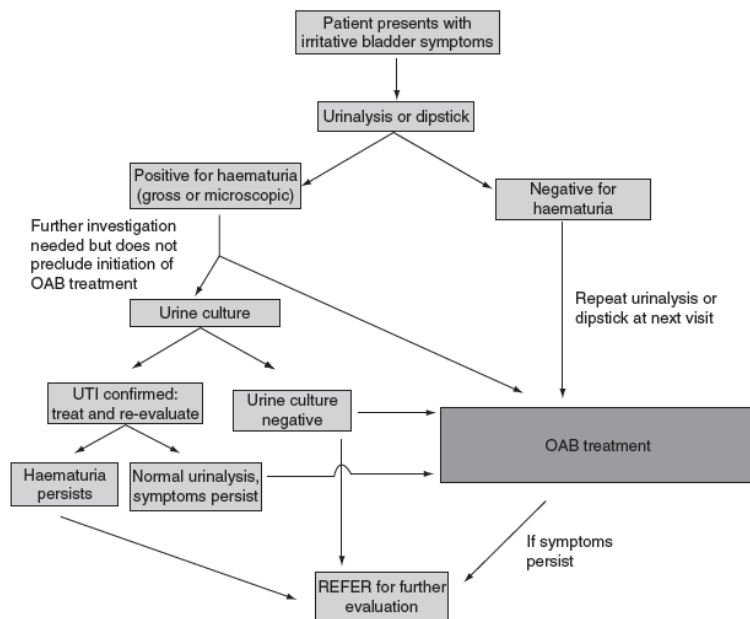 Patient presents with
irritative bladder symptoms
Urinalysis or dipstick
Positive for haematuria
(gross or microscopic)
Negative for
haematuria
Further investigation
needed but does not
preclude initiation of
OAB treatment
Repeat urinalysis or
dipstick at next visit
Urine culture
UTI confirmed:
treat and re-evaluate
Urine culture
negative
OAB treatment
Haematuria
persists
Normal urinalysis,
symptoms persist
If symptoms
persist
REFER for further
evaluation